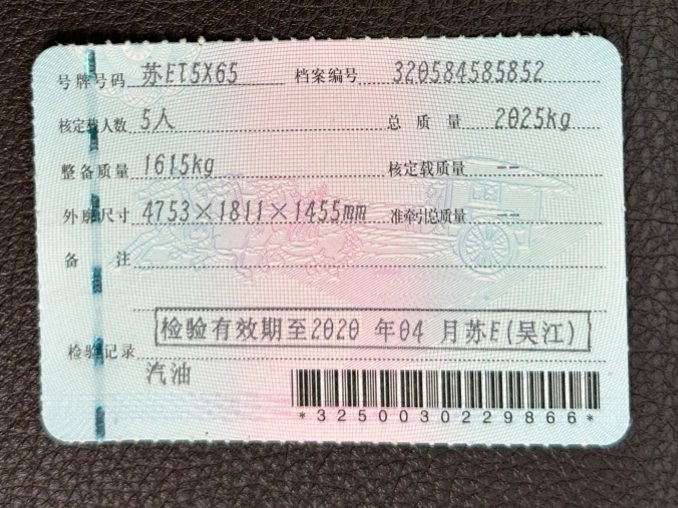 号牌号码 苏ET5X65 档案编号 320584585852
核定载人数 5人 总质量 2025kg
整备质量 1615kg 核定载质量 --
外廓尺寸 4753×1811×1455mm 准牵引总质量 --
备注
检验有效期至2020 年04 月苏E(吴江)
检验记录
汽油
*3250030229866*